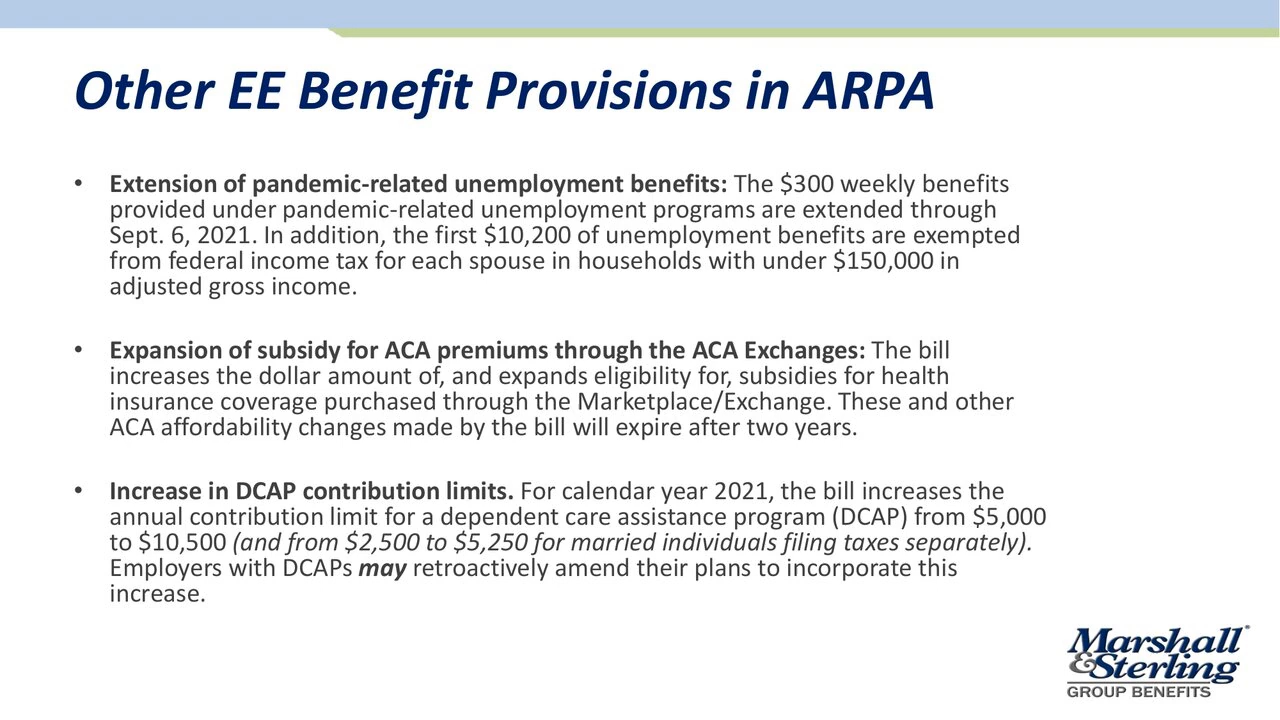 Other EE Benefit Provisions in ARPA
• Extension of pandemic-related unemployment benefits: The $300 weekly benefits
provided under pandemic-related unemployment programs are extended through
Sept. 6, 2021. In addition, the first $10,200 of unemployment benefits are exempted
from federal income tax for each spouse in households with under $150,000 in
adjusted gross income.
• Expansion of subsidy for ACA premiums through the ACA Exchanges: The bill
increases the dollar amount of, and expands eligibility for, subsidies for health
insurance coverage purchased through the Marketplace/Exchange. These and other
ACA affordability changes made by the bill will expire after two years.
• Increase in DCAP contribution limits. For calendar year 2021, the bill increases the
annual contribution limit for a dependent care assistance program (DCAP) from $5,000
to $10,500 (and from $2,500 to $5,250 for married individuals filing taxes separately).
Employers with DCAPs may retroactively amend their plans to incorporate this
increase.
Marshall
&Sterling
GROUP BENEFITS